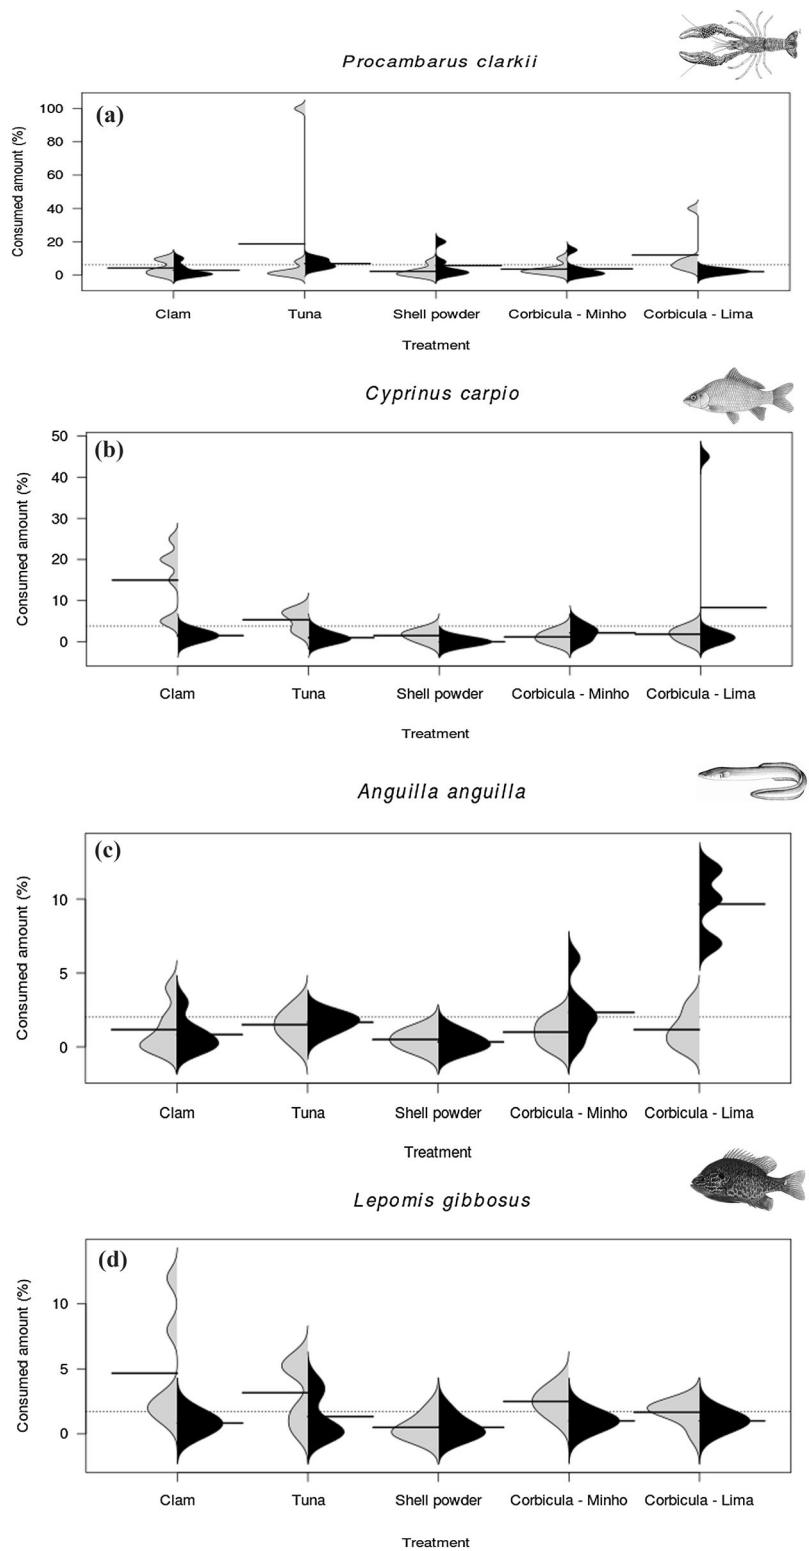 Procambarus clarkii
(a)
Consumed amount (%)
100
80
60
40
20
0
Clam Tuna Shell powder Corbicula - Minho Corbicula - Lima
Treatment
Cyprinus carpio
(b)
Consumed amount (%)
50
40
30
20
10
0
Clam Tuna Shell powder Corbicula - Minho Corbicula - Lima
Treatment
Anguilla anguilla
(c)
Consumed amount (%)
10
5
0
Clam Tuna Shell powder Corbicula - Minho Corbicula - Lima
Treatment
Lepomis gibbosus
(d)
Consumed amount (%)
10
5
0
Clam Tuna Shell powder Corbicula - Minho Corbicula - Lima
Treatment